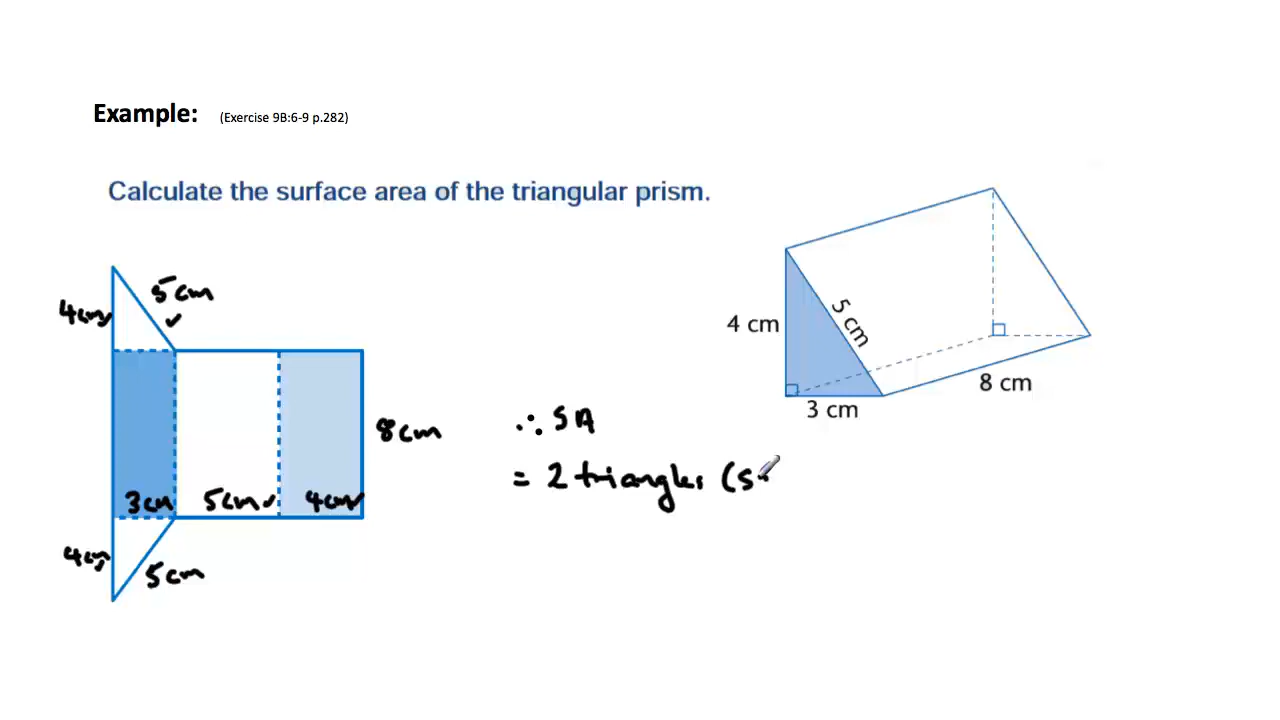 Example: (Exercise 9B:6-9 p.282)
Calculate the surface area of the triangular prism.
4cm
5cm
8cm
3cm 5cm 4cm
4cm
5cm
∴ SA
= 2 triangles (s
4 cm
5 cm
3 cm
8 cm